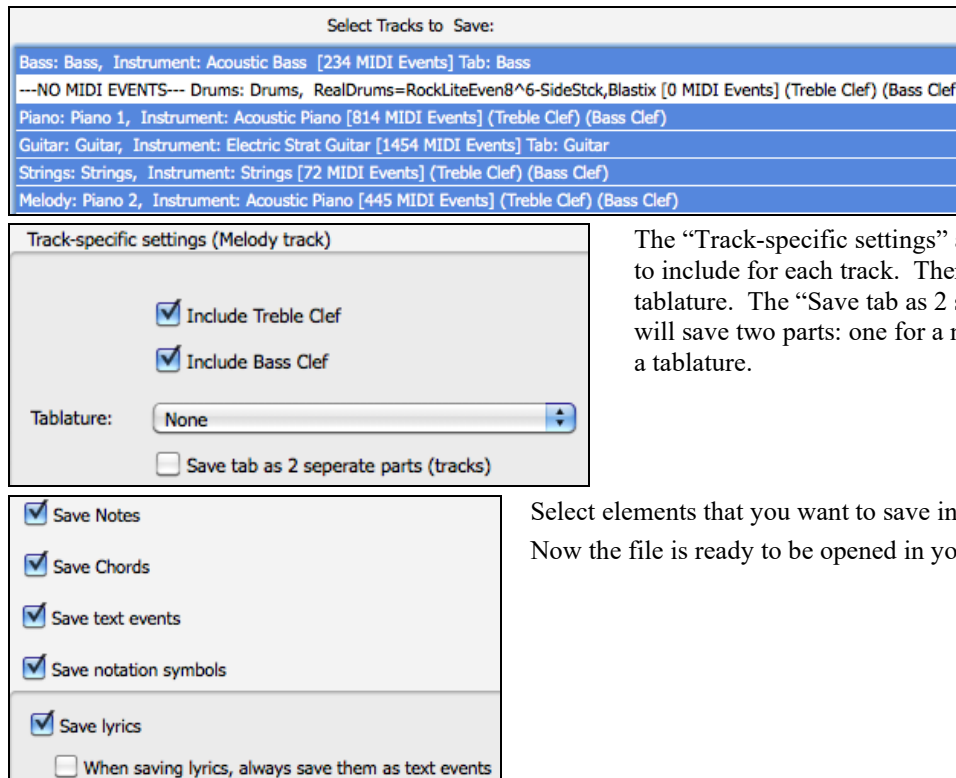 Select Tracks to Save:
Bass: Bass, Instrument: Acoustic Bass [234 MIDI Events] Tab: Bass
---NO MIDI EVENTS--- Drums: Drums, RealDrums=RockLiteEven8^6-SideStck,Blastix [0 MIDI Events] (Treble Clef) (Bass Clef
Piano: Piano 1, Instrument: Acoustic Piano [814 MIDI Events] (Treble Clef) (Bass Clef)
Guitar: Guitar, Instrument: Electric Strat Guitar [1454 MIDI Events] Tab: Guitar
Strings: Strings, Instrument: Strings [72 MIDI Events] (Treble Clef) (Bass Clef)
Melody: Piano 2, Instrument: Acoustic Piano [445 MIDI Events] (Treble Clef) (Bass Clef)
Track-specific settings (Melody track)
Include Treble Clef
Include Bass Clef
Tablature: None
Save tab as 2 seperate parts (tracks)
The “Track-specific settings”
to include for each track. 
tablature. The “Save tab as 2
will save two parts: one for a
a tablature.
Save Notes
Save Chords
Save text events
Save notation symbols
Save lyrics
When saving lyrics, always save them as text events
Select elements that you want to save in
Now the file is ready to be opened in